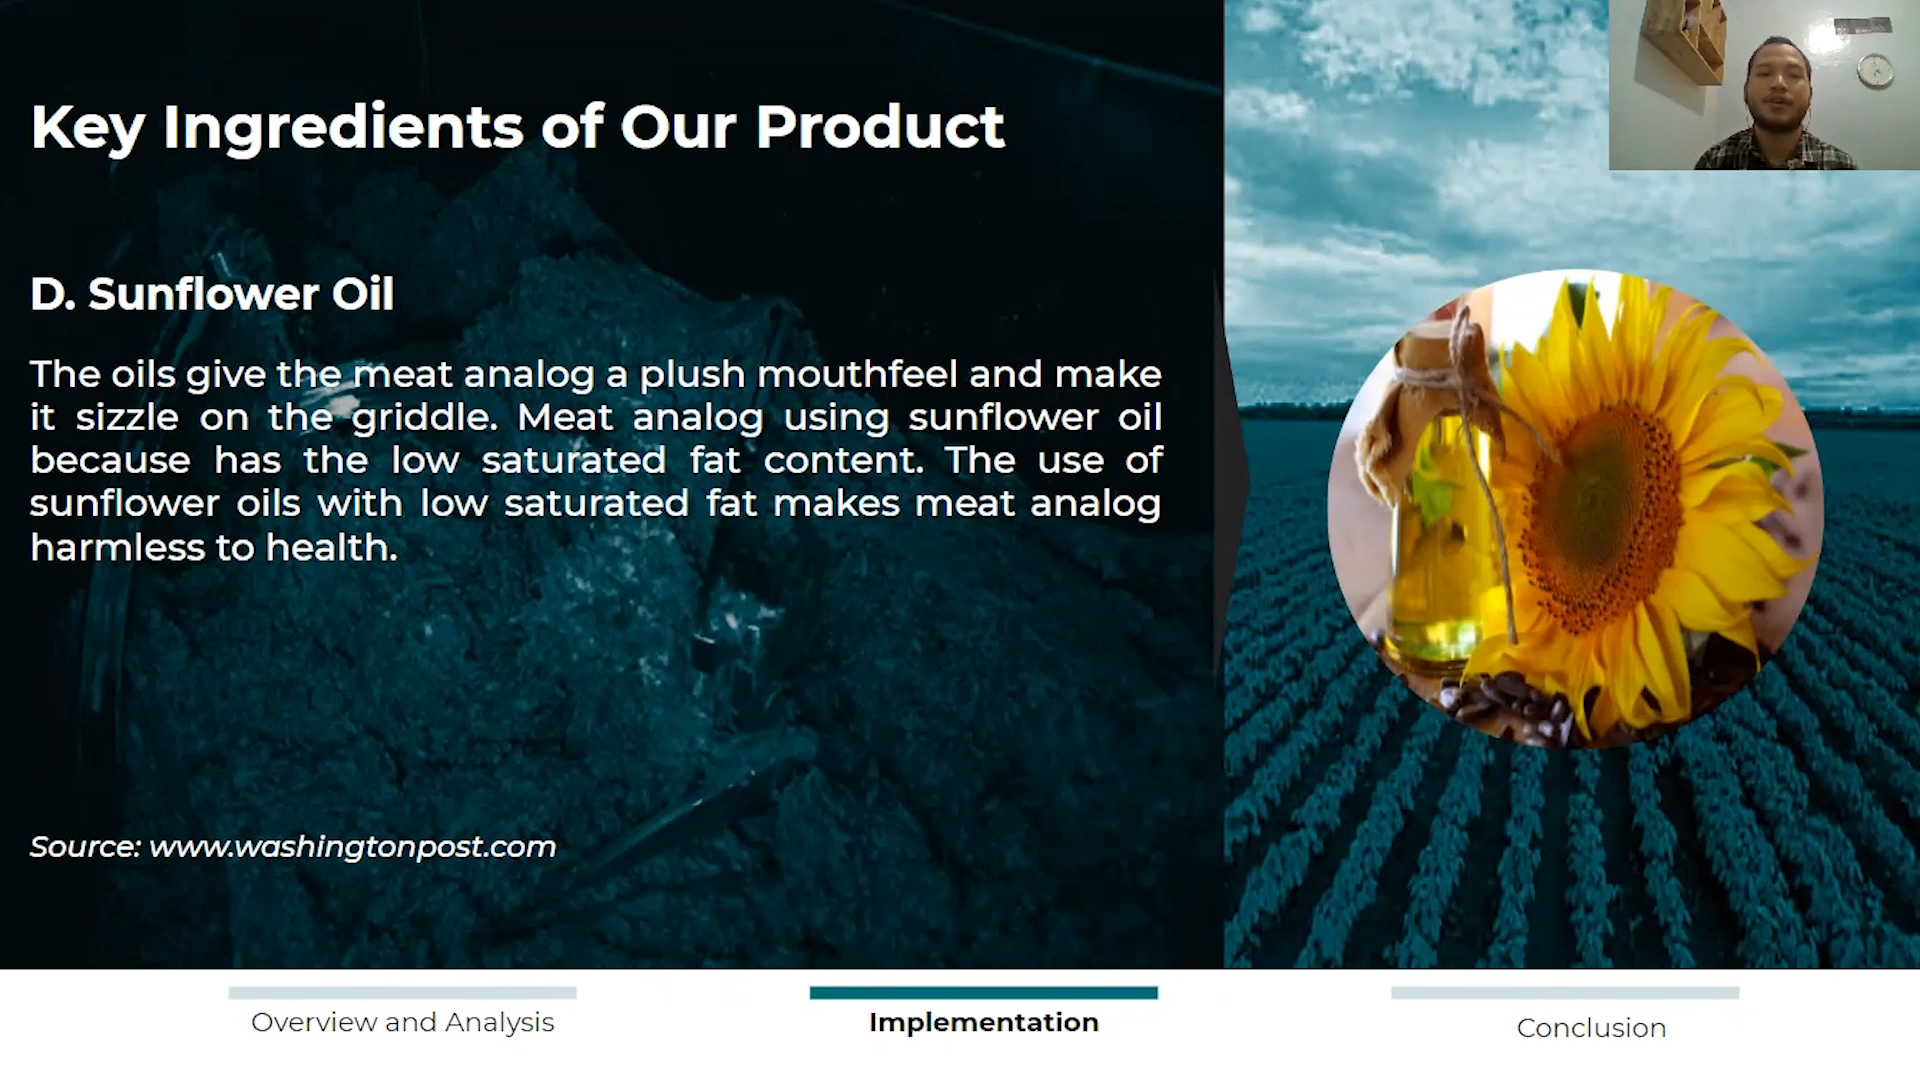 Key Ingredients of Our Product
D. Sunflower Oil
The oils give the meat analog a plush mouthfeel and make
it sizzle on the griddle. Meat analog using sunflower oil
because has the low saturated fat content. The use of
sunflower oils with low saturated fat makes meat analog
harmless to health.
Source: www.washingtonpost.com
Overview and Analysis
Implementation
Conclusion